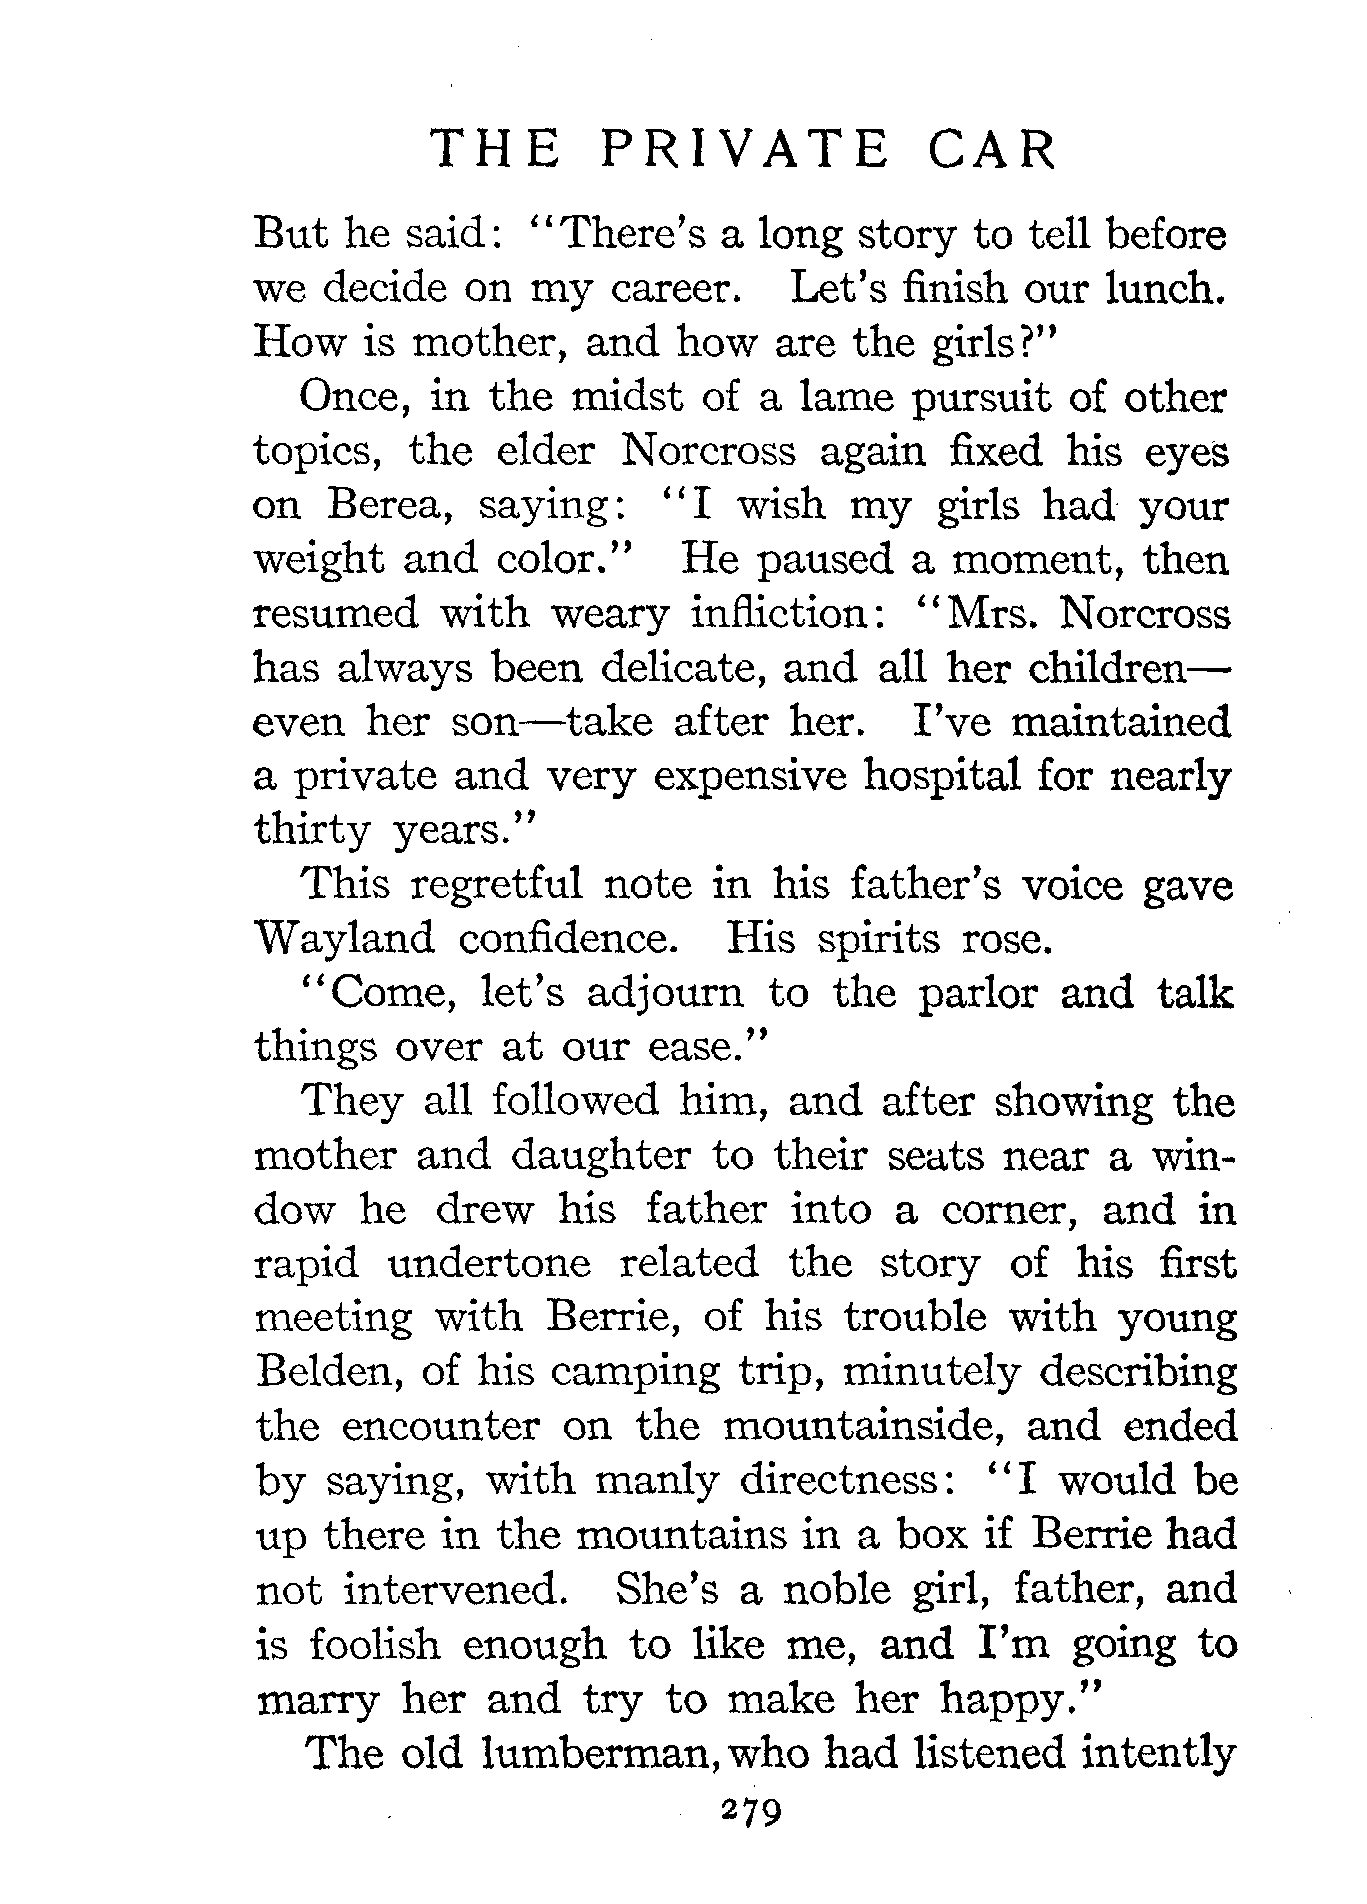 THE PRIVATE CAR
But he said: "There's a long story to tell before
we decide on my career. Let's finish our lunch.
How is mother, and how are the girls?"
Once, in the midst of a lame pursuit of other
topics, the elder Norcross again fixed his eyes
on Berea, saying: "I wish my girls had your
weight and color." He paused a moment, then
resumed with weary infliction: "Mrs. Norcross
has always been delicate, and all her children—
even her son—take after her. I've maintained
a private and very expensive hospital for nearly
thirty years."
This regretful note in his father's voice gave
Wayland confidence. His spirits rose.
"Come, let's adjourn to the parlor and talk
things over at our ease."
They all followed him, and after showing the
mother and daughter to their seats near a win-
dow he drew his father into a corner, and in
rapid undertone related the story of his first
meeting with Berrie, of his trouble with young
Belden, of his camping trip, minutely describing
the encounter on the mountainside, and ended
by saying, with manly directness: "I would be
up there in the mountains in a box if Berrie had
not intervened. She's a noble girl, father, and
is foolish enough to like me, and I'm going to
marry her and try to make her happy."
The old lumberman, who had listened intently
279